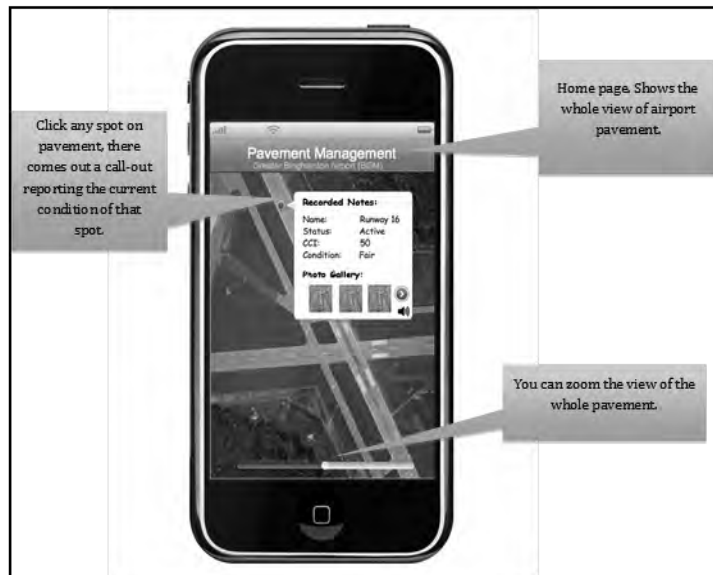 Home page. Shows the
whole view of airport
pavement.
Click any spot on
pavement, there
comes out a call-out
reporting the current
condition of that
spot.
Pavement Management
Greater Binghamton Airport (BGM)
Recorded Notes:
Name: Runway 16
Status: Active
CCI: 50
Condition: Fair
Photo Gallery:
You can zoom the view of the
whole pavement.